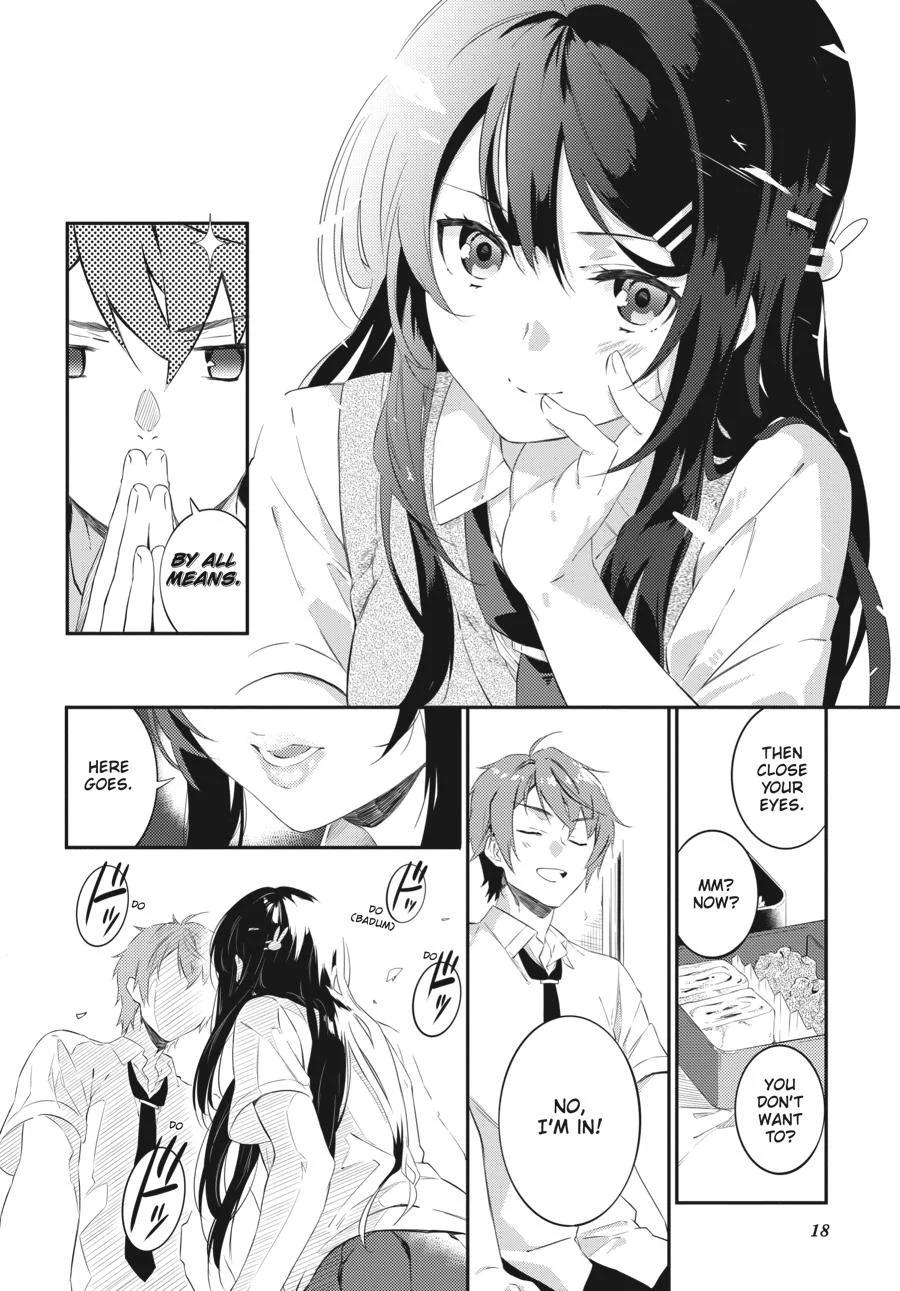 BY ALL
MEANS.
THEN
CLOSE
YOUR
EYES.
MM?
NOW?
YOU
DON'T
WANT
TO?
NO,
I'M IN!
HERE
GOES.
ドッ
DO
(BADUM)
ドッ
DO
ドッ
DO
ドッ
DO
18